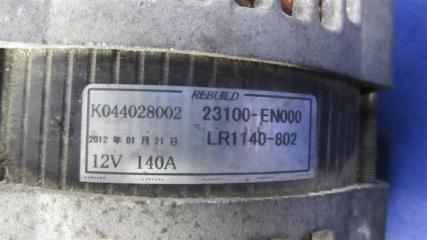 REBUILD
K044028002 23100-EN000
2012 年 01 月 21 日 LR1140-802
12V 140A